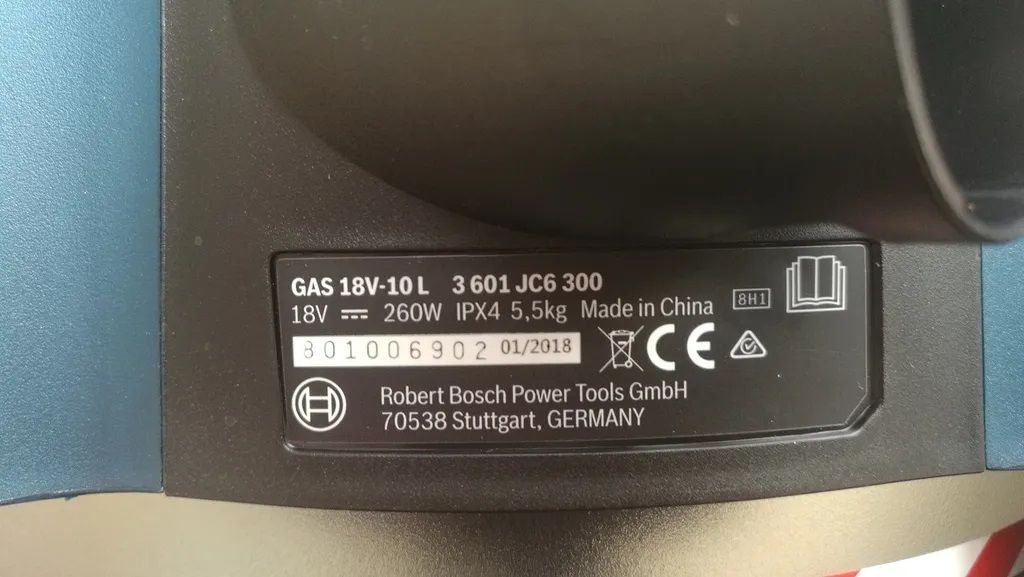 GAS 18V-10 L 3 601 JC6 300
18V ⎓ 260W IPX4 5,5kg Made in China 8H1
801006902 01/2018
CE
Robert Bosch Power Tools GmbH
70538 Stuttgart, GERMANY